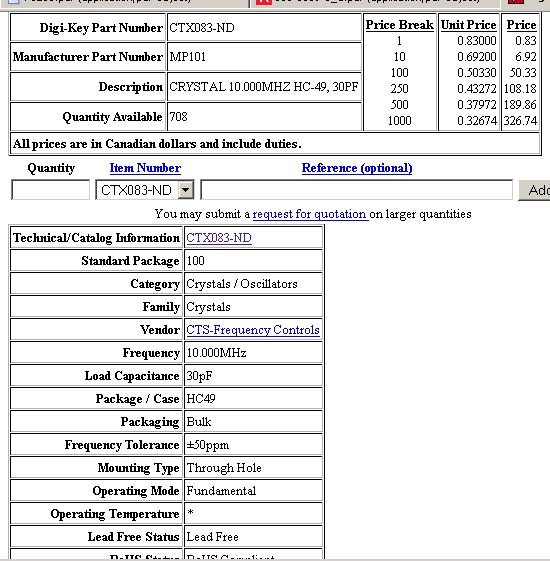 Digi-Key Part Number CTX083-ND Price Break Unit Price Price
1 0.83000 0.83
Manufacturer Part Number MP101 10 0.69200 6.92
100 0.50330 50.33
Description CRYSTAL 10.000MHZ HC-49, 30PF 250 0.43272 108.18
500 0.37972 189.86
Quantity Available 708 1000 0.32674 326.74
All prices are in Canadian dollars and include duties.
Quantity Item Number Reference (optional)
CTX083-ND
You may submit a request for quotation on larger quantities
Technical/Catalog Information CTX083-ND
Standard Package 100
Category Crystals / Oscillators
Family Crystals
Vendor CTS-Frequency Controls
Frequency 10.000MHz
Load Capacitance 30pF
Package / Case HC49
Packaging Bulk
Frequency Tolerance ±50ppm
Mounting Type Through Hole
Operating Mode Fundamental
Operating Temperature *
Lead Free Status Lead Free
RoHS Status RoHS Compliant